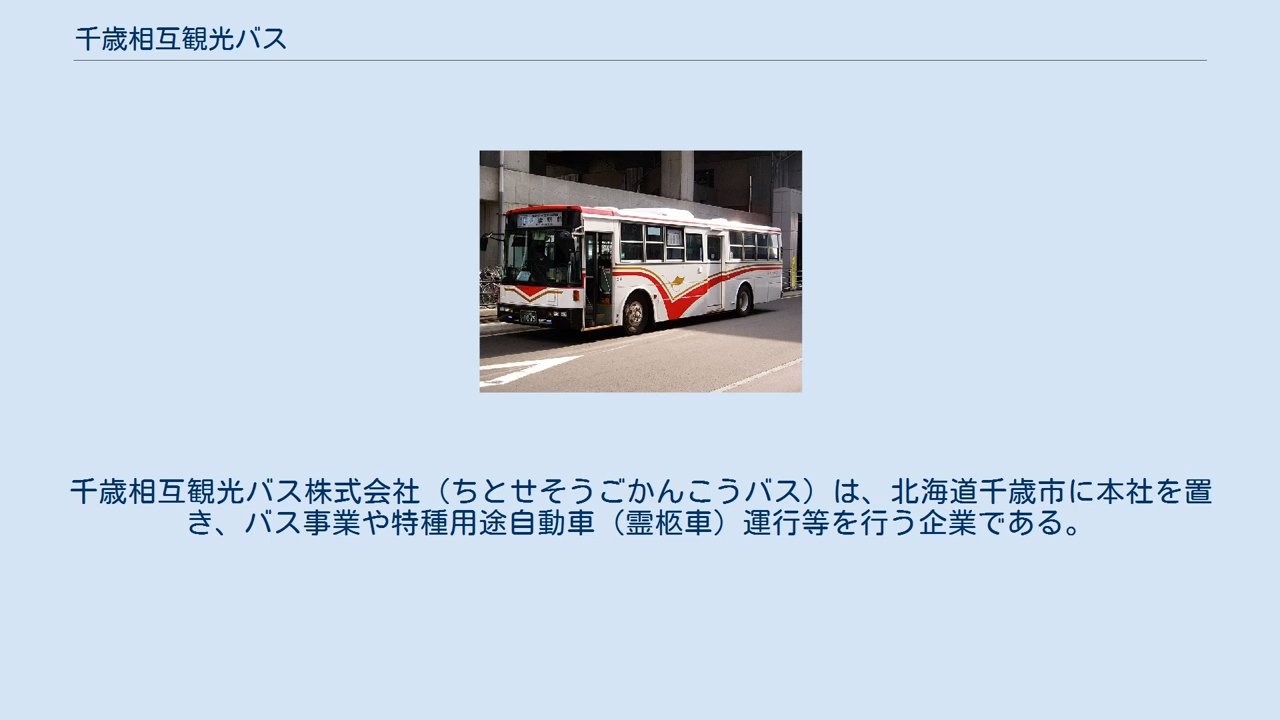 千歳相互観光バス
千歳相互観光バス株式会社（ちとせそうごかんこうバス）は、北海道千歳市に本社を置
き、バス事業や特種用途自動車（霊柩車）運行等を行う企業である。